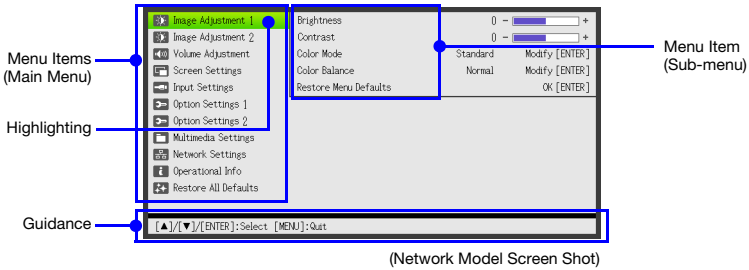 Image Adjustment 1
Image Adjustment 2
Volume Adjustment
Screen Settings
Input Settings
Option Settings 1
Option Settings 2
Multimedia Settings
Network Settings
Operational Info
Restore All Defaults
Brightness 0 − +
Contrast 0 − +
Color Mode Standard Modify [ENTER]
Color Balance Normal Modify [ENTER]
Restore Menu Defaults OK [ENTER]
[▲]/[▼]/[ENTER]:Select [MENU]:Quit
Menu Items
(Main Menu)
Highlighting
Guidance
Menu Item
(Sub-menu)
(Network Model Screen Shot)